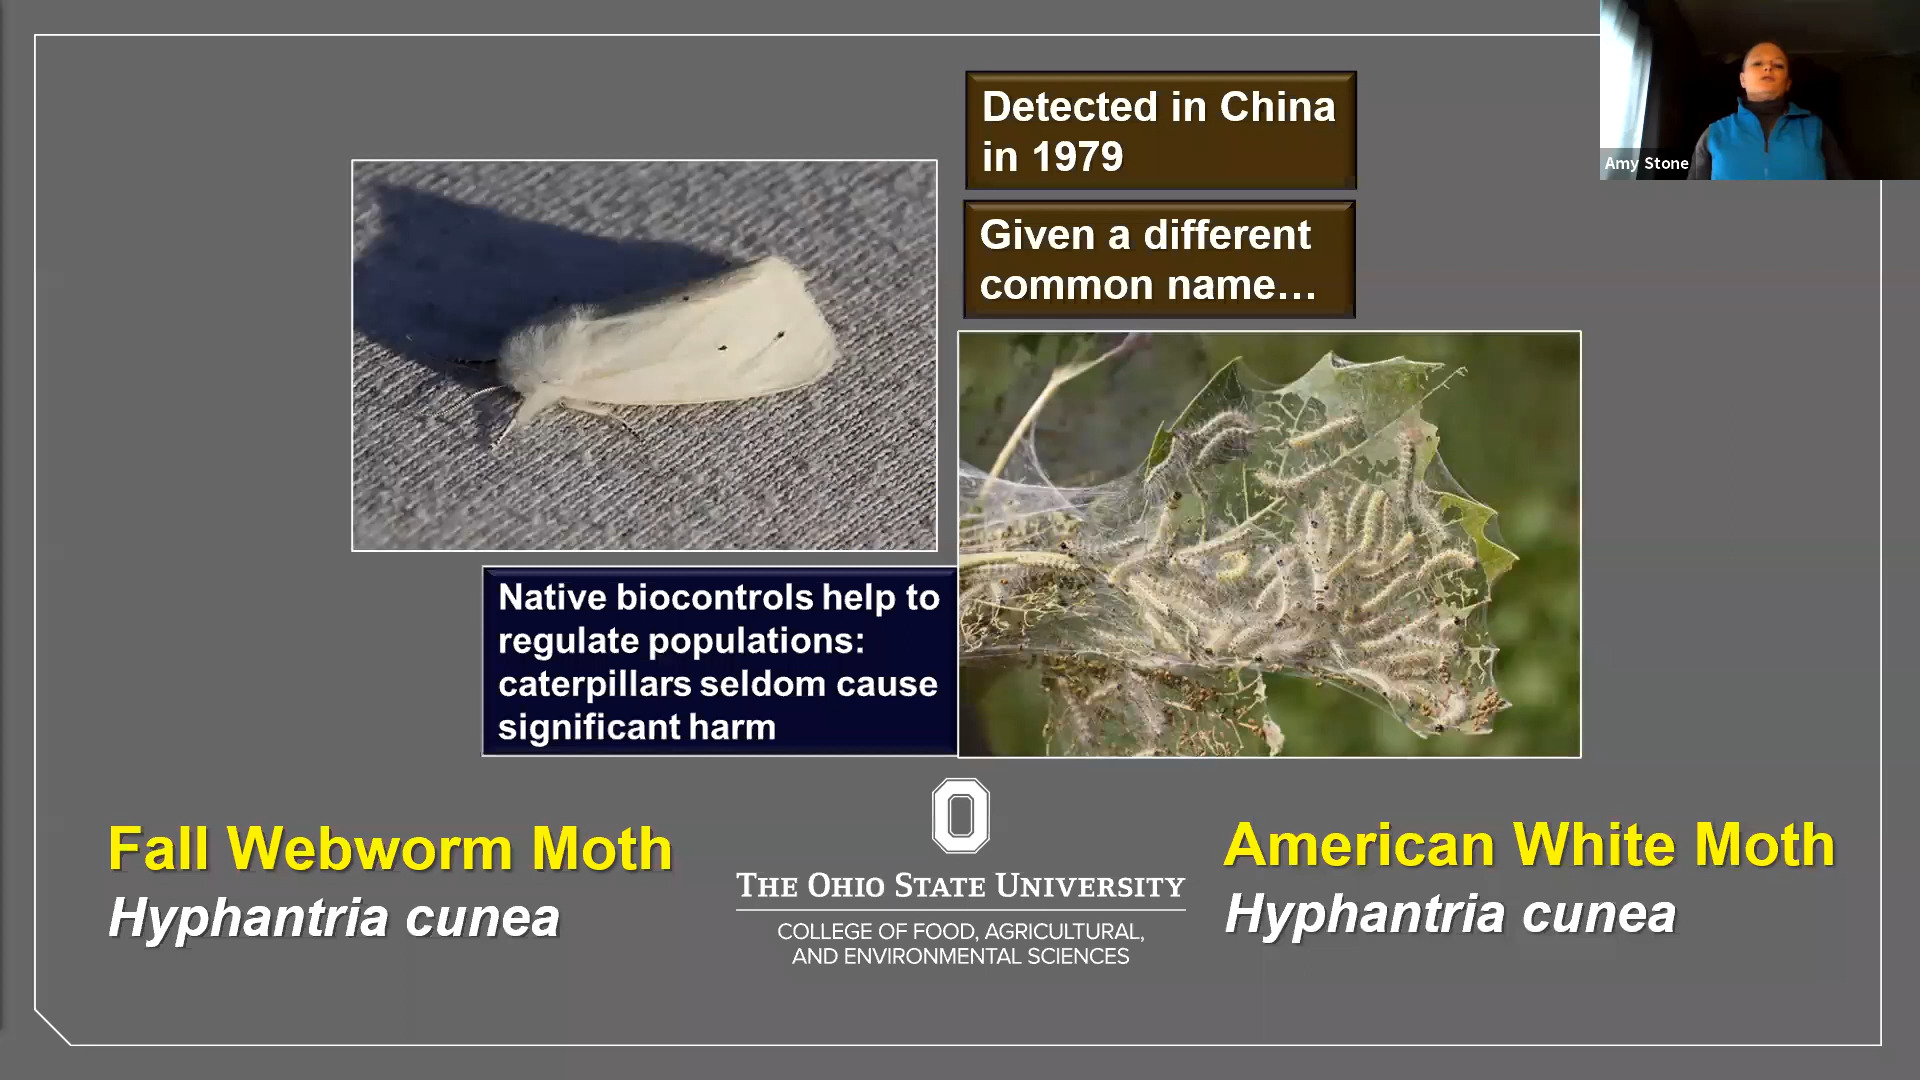 Detected in China
in 1979
Amy Stone
Given a different
common name...
Native biocontrols help to
regulate populations:
caterpillars seldom cause
significant harm
Fall Webworm Moth
Hyphantria cunea
O
THE OHIO STATE UNIVERSITY
COLLEGE OF FOOD, AGRICULTURAL,
AND ENVIRONMENTAL SCIENCES
American White Moth
Hyphantria cunea